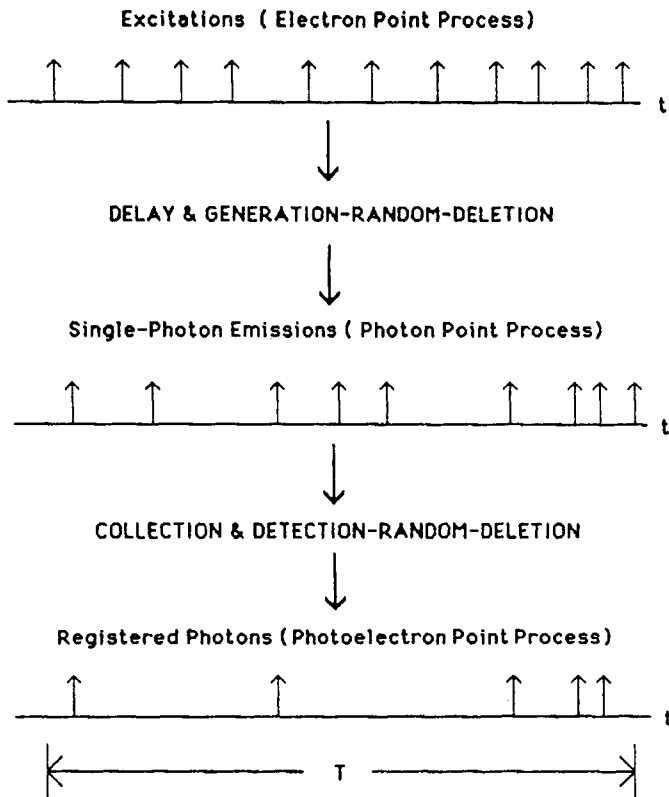 Excitations ( Electron Point Process)
t
DELAY & GENERATION-RANDOM-DELETION
Single-Photon Emissions ( Photon Point Process)
t
COLLECTION & DETECTION-RANDOM-DELETION
Registered Photons (Photoelectron Point Process)
t
T